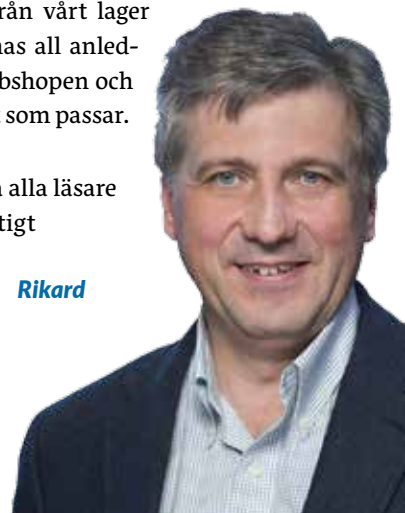 rån vårt lager
nas all anled-
bshopen och
som passar.
alla läsare
tigt
Rikard